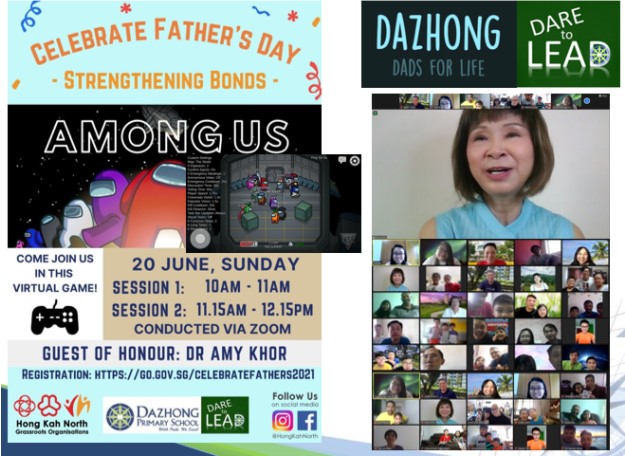 CELEBRATE FATHER'S DAY
- STRENGTHENING BONDS -
AMONG US
COME JOIN US
IN THIS
VIRTUAL GAME!
20 JUNE, SUNDAY
SESSION 1: 10AM - 11AM
SESSION 2: 11.15AM - 12.15PM
CONDUCTED VIA ZOOM
GUEST OF HONOUR: DR AMY KHOR
REGISTRATION: HTTPS://GO.GOV.SG/CELEBRATEFATHERS2021
Hong Kah North
Grassroots Organisations
DAZHONG
PRIMARY SCHOOL
DARE
to
LEAD
Follow Us
on social media
@HongKahNorth
DAZHONG
DADS FOR LIFE
DARE
to
LEAD